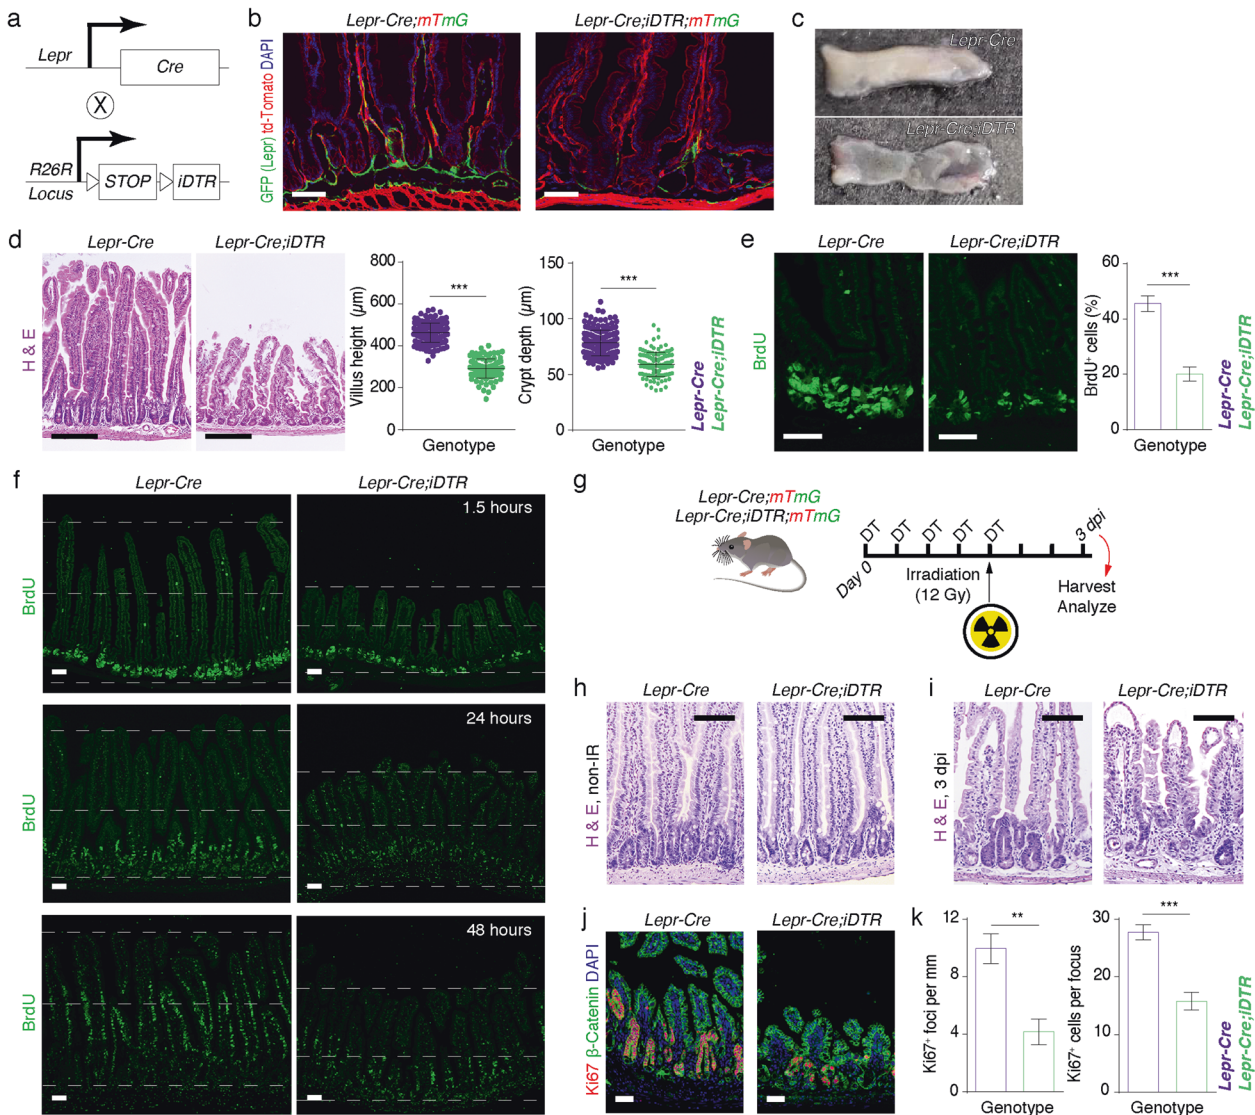 a
Lepr
Cre
X
R26R
Locus
STOP
iDTR
b
Lepr-Cre;mTmG
Lepr-Cre;iDTR;mTmG
GFP (Lepr) td-Tomato DAPI
c
Lepr-Cre
Lepr-Cre;iDTR
d
Lepr-Cre
Lepr-Cre;iDTR
H & E
Villus height (µm)
800
600
400
200
0
***
Genotype
Crypt depth (µm)
150
100
50
0
***
Genotype
Lepr-Cre
Lepr-Cre;iDTR
e
Lepr-Cre
Lepr-Cre;iDTR
BrdU
BrdU+ cells (%)
60
40
20
0
***
Genotype
Lepr-Cre
Lepr-Cre;iDTR
f
Lepr-Cre
Lepr-Cre;iDTR
BrdU
1.5 hours
BrdU
24 hours
BrdU
48 hours
g
Lepr-Cre;mTmG
Lepr-Cre;iDTR;mTmG
DT DT DT DT DT 3 dpi
Day 0
Irradiation
(12 Gy)
Harvest
Analyze
h
Lepr-Cre
Lepr-Cre;iDTR
H & E, non-IR
i
Lepr-Cre
Lepr-Cre;iDTR
H & E, 3 dpi
j
Lepr-Cre
Lepr-Cre;iDTR
Ki67 β-Catenin DAPI
k
Ki67+ foci per mm
12
8
4
0
**
Genotype
Ki67+ cells per focus
30
20
10
0
***
Genotype
Lepr-Cre
Lepr-Cre;iDTR